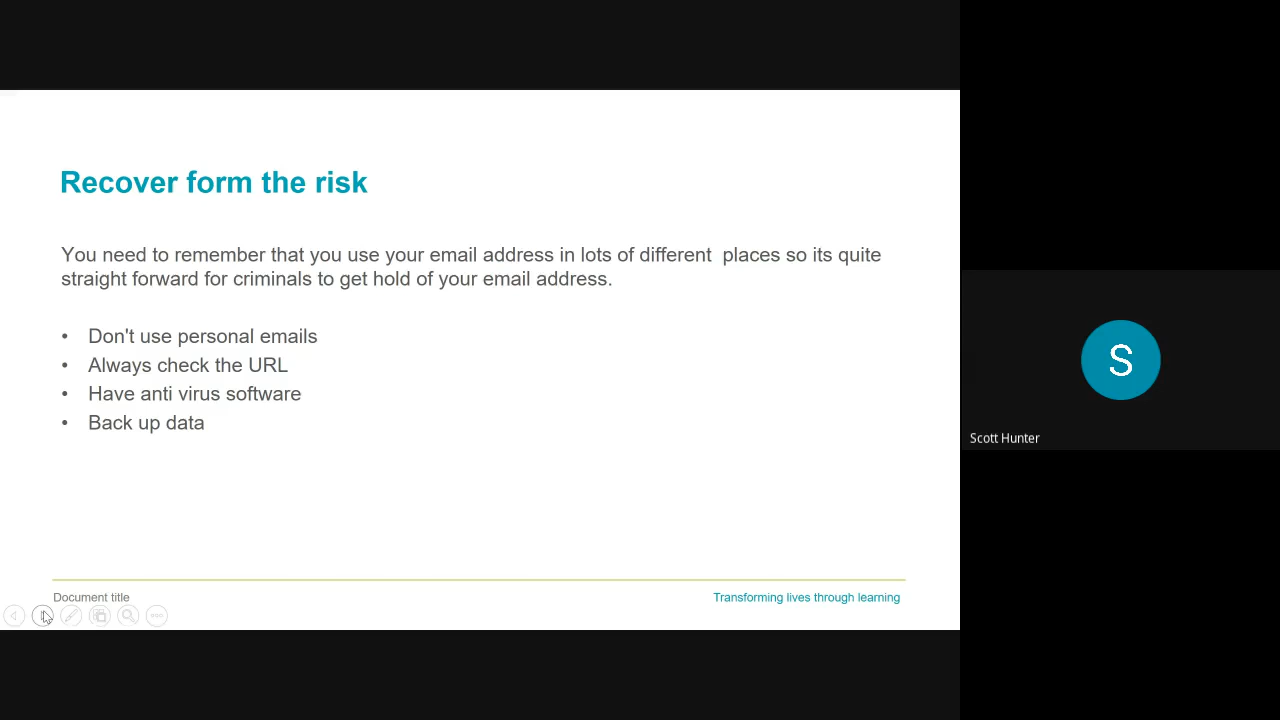 Recover form the risk
You need to remember that you use your email address in lots of different  places so its quite
straight forward for criminals to get hold of your email address.
• Don't use personal emails
• Always check the URL
• Have anti virus software
• Back up data
Document title
Transforming lives through learning
S
Scott Hunter